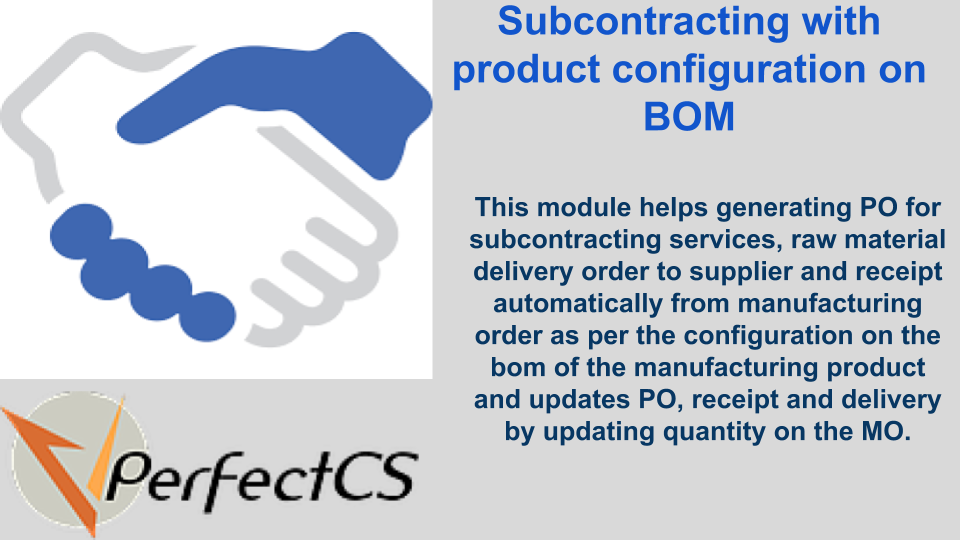 Subcontracting with
product configuration on
BOM
This module helps generating PO for
subcontracting services, raw material
delivery order to supplier and receipt
automatically from manufacturing
order as per the configuration on the
bom of the manufacturing product
and updates PO, receipt and delivery
by updating quantity on the MO.
PerfectCS